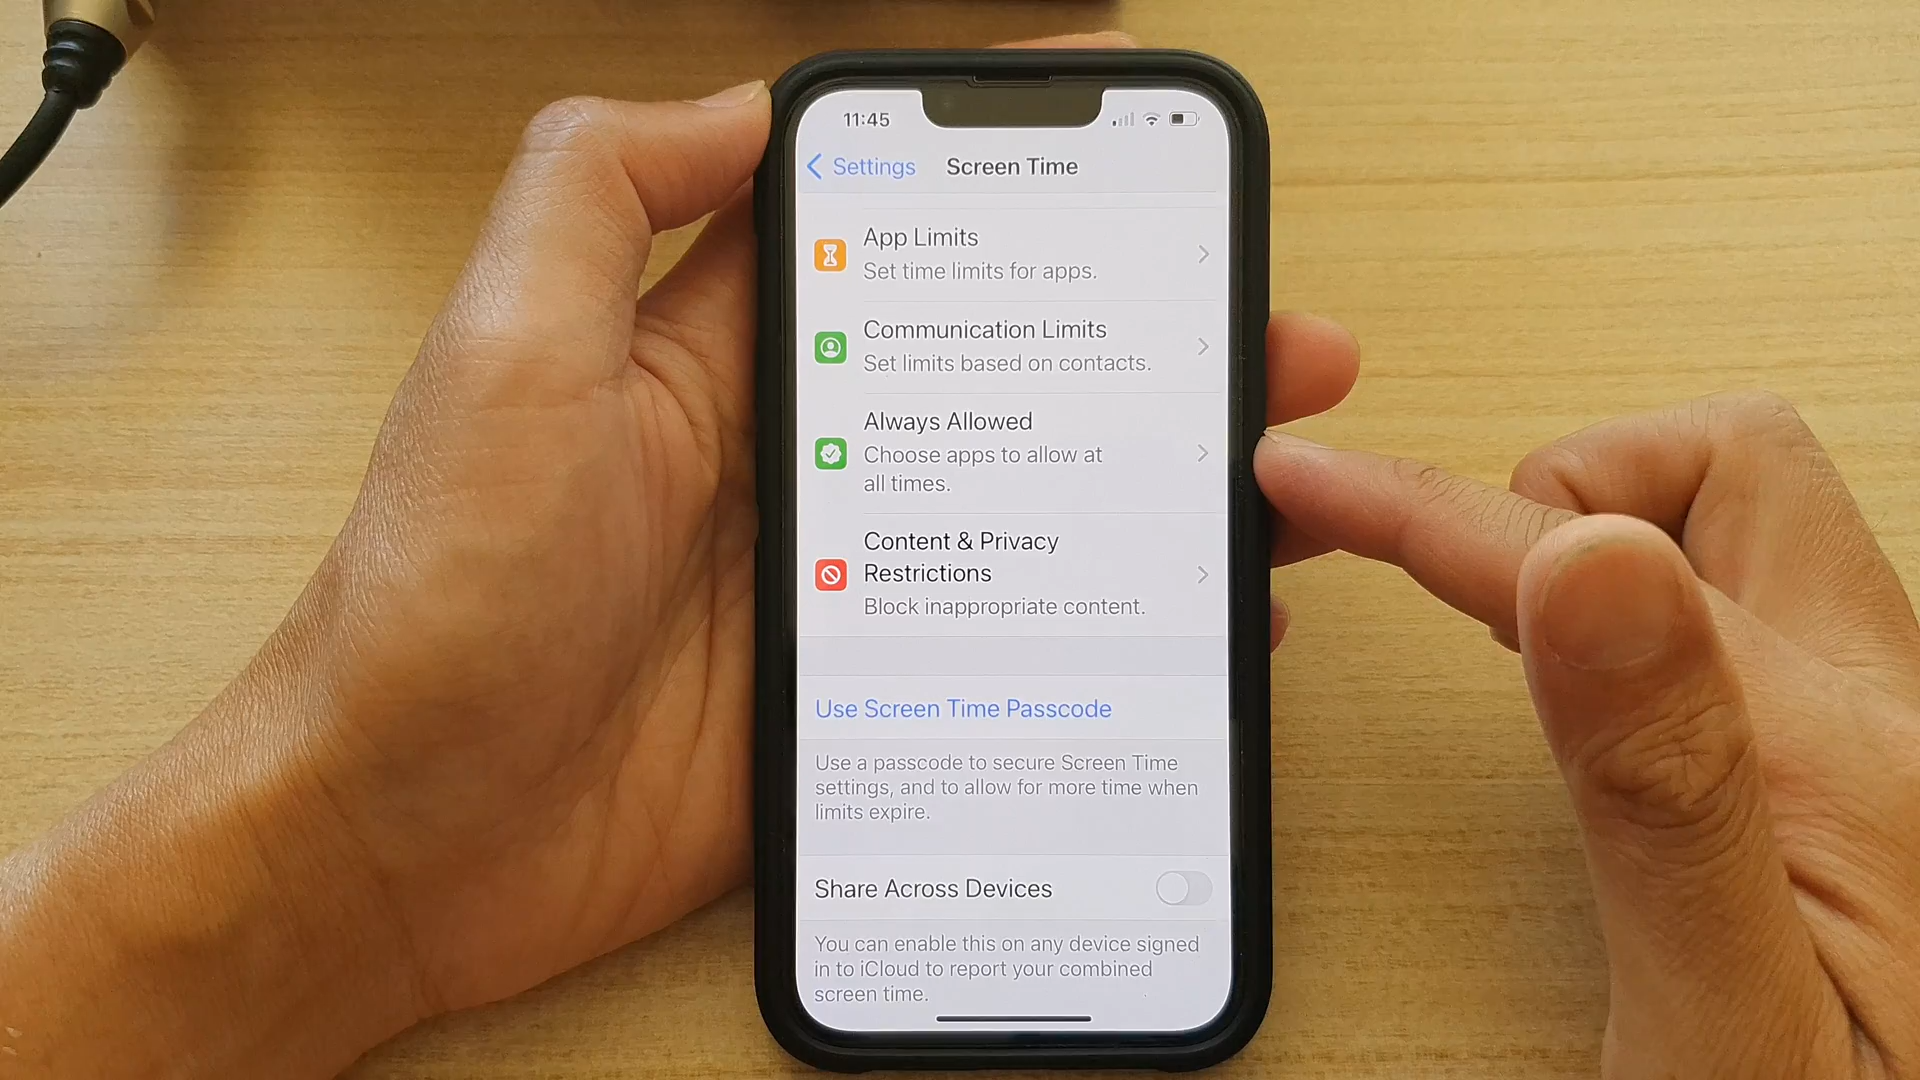 11:45
Settings Screen Time
App Limits
Set time limits for apps.
Communication Limits
Set limits based on contacts.
Always Allowed
Choose apps to allow at
all times.
Content & Privacy
Restrictions
Block inappropriate content.
Use Screen Time Passcode
Use a passcode to secure Screen Time
settings, and to allow for more time when
limits expire.
Share Across Devices
You can enable this on any device signed
in to iCloud to report your combined
screen time.